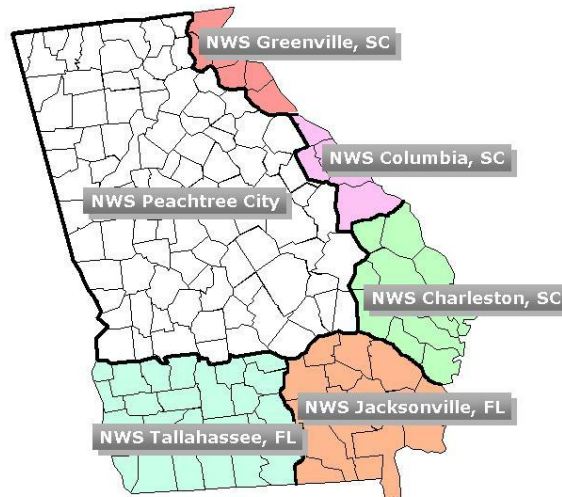 NWS Greenville, SC
NWS Columbia, SC
NWS Peachtree City
NWS Charleston, SC
NWS Jacksonville, FL
NWS Tallahassee, FL